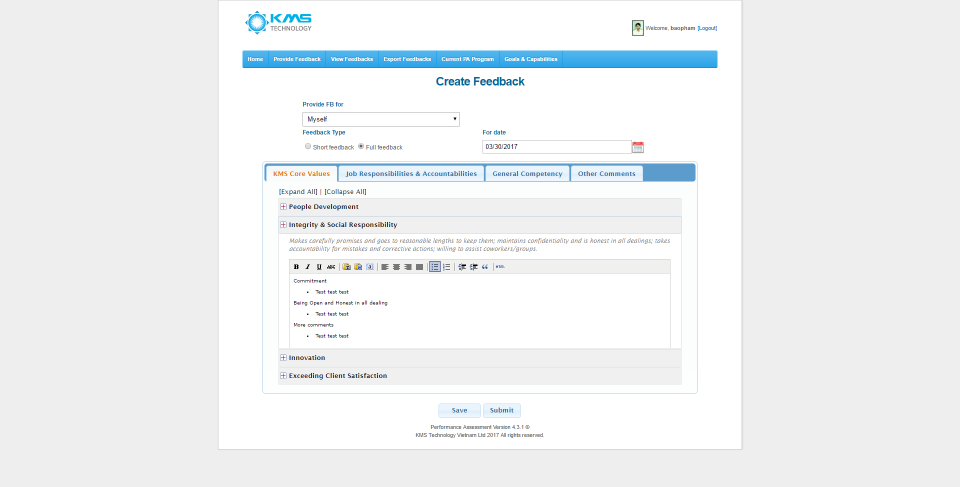 KMS
TECHNOLOGY
Welcome, baopham [Logout]
Home Provide Feedback View Feedbacks Export Feedbacks Current PA Program Goals & Capabilities
Create Feedback
Provide FB for
Myself
Feedback Type For date
Short feedback Full feedback 03/30/2017
KMS Core Values Job Responsibilities & Accountabilities General Competency Other Comments
[Expand All] | [Collapse All]
People Development
Integrity & Social Responsibility
Makes carefully promises and goes to reasonable lengths to keep them; maintains confidentiality and is honest in all dealings; takes
accountability for mistakes and corrective actions; willing to assist coworkers/groups.
B I U ABC HTML
Commitment
• Test test test
Being Open and Honest in all dealing
• Test test test
More comments
• Test test test
Innovation
Exceeding Client Satisfaction
Save Submit
Performance Assessment Version 4.3.1 ®
KMS Technology Vietnam Ltd 2017 All rights reserved.